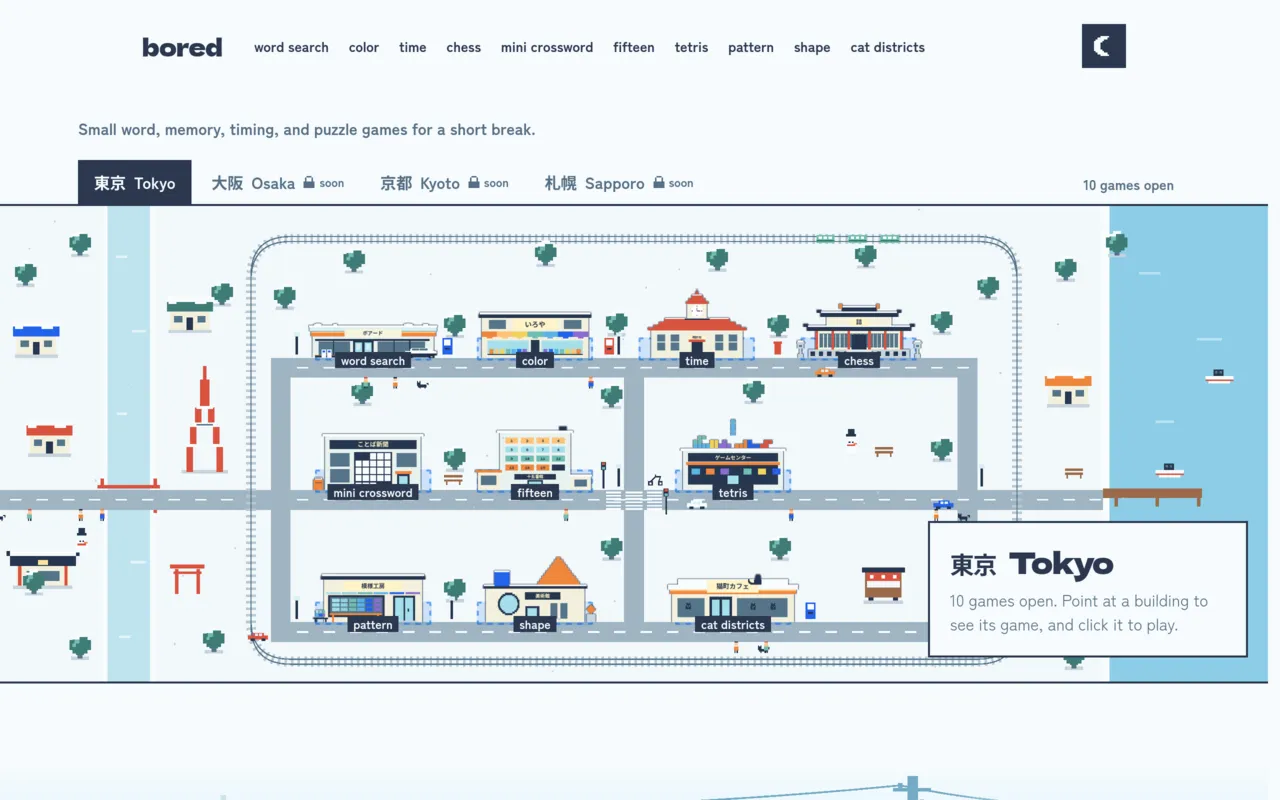 bored word search color time chess mini crossword fifteen tetris pattern shape cat districts
Small word, memory, timing, and puzzle games for a short break.
東京 Tokyo 大阪 Osaka soon 京都 Kyoto soon 札幌 Sapporo soon 10 games open
ボアード
いろや
word search color time chess
ことば新聞
ゲームセンター
mini crossword fifteen tetris
模様工房
美術館
猫町カフェ
pattern shape cat districts
東京 Tokyo
10 games open. Point at a building to
see its game, and click it to play.